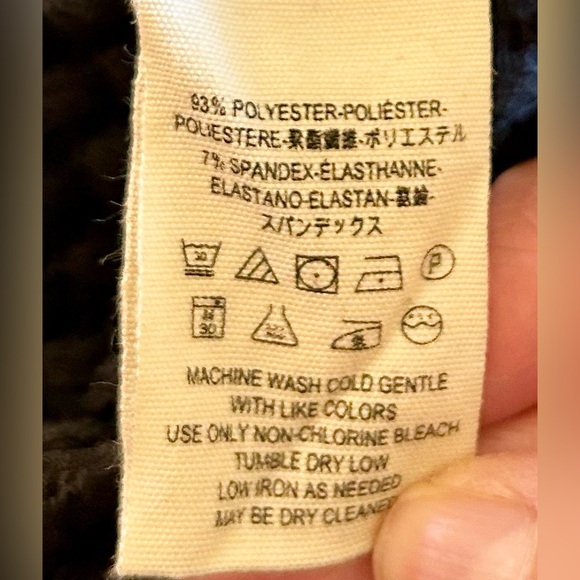 93% POLYESTER-POLIÉSTER-
POLIESTERE-聚酯纖維-ポリエステル
7% SPANDEX-ÉLASTHANNE-
ELASTANO-ELASTAN-氨綸-
スパンデックス
30 P
30
MACHINE WASH COLD GENTLE
WITH LIKE COLORS
USE ONLY NON-CHLORINE BLEACH
TUMBLE DRY LOW
LOW IRON AS NEEDED
MAY BE DRY CLEANED